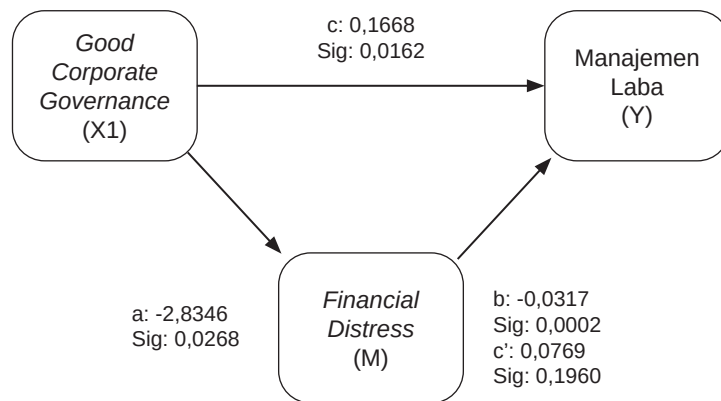 Good
Corporate
Governance
(X1)
c: 0,1668
Sig: 0,0162
Manajemen
Laba
(Y)
a: -2,8346
Sig: 0,0268
Financial
Distress
(M)
b: -0,0317
Sig: 0,0002
c’: 0,0769
Sig: 0,1960